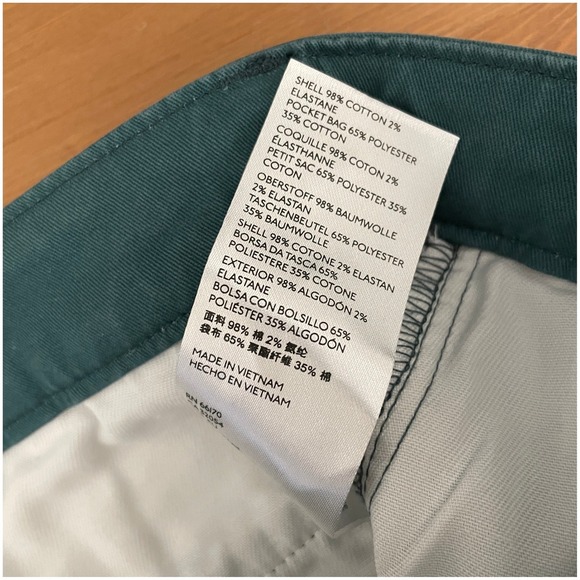 SHELL 98% COTTON 2%
ELASTANE
POCKET BAG 65% POLYESTER
35% COTTON
COQUILLE 98% COTON 2%
ÉLASTHANNE
PETIT SAC 65% POLYESTER 35%
COTON
OBERSTOFF 98% BAUMWOLLE
2% ELASTAN
TASCHENBEUTEL 65% POLYESTER
35% BAUMWOLLE
SHELL 98% COTONE 2% ELASTAN
BORSA DA TASCA 65%
POLIESTERE 35% COTONE
EXTERIOR 98% ALGODÓN 2%
ELASTANE
BOLSA CON BOLSILLO 65%
POLIÉSTER 35% ALGODÓN
面料 98% 棉 2% 氨纶
袋布 65% 聚酯纤维 35% 棉
MADE IN VIETNAM
HECHO EN VIETNAM
RN 66170